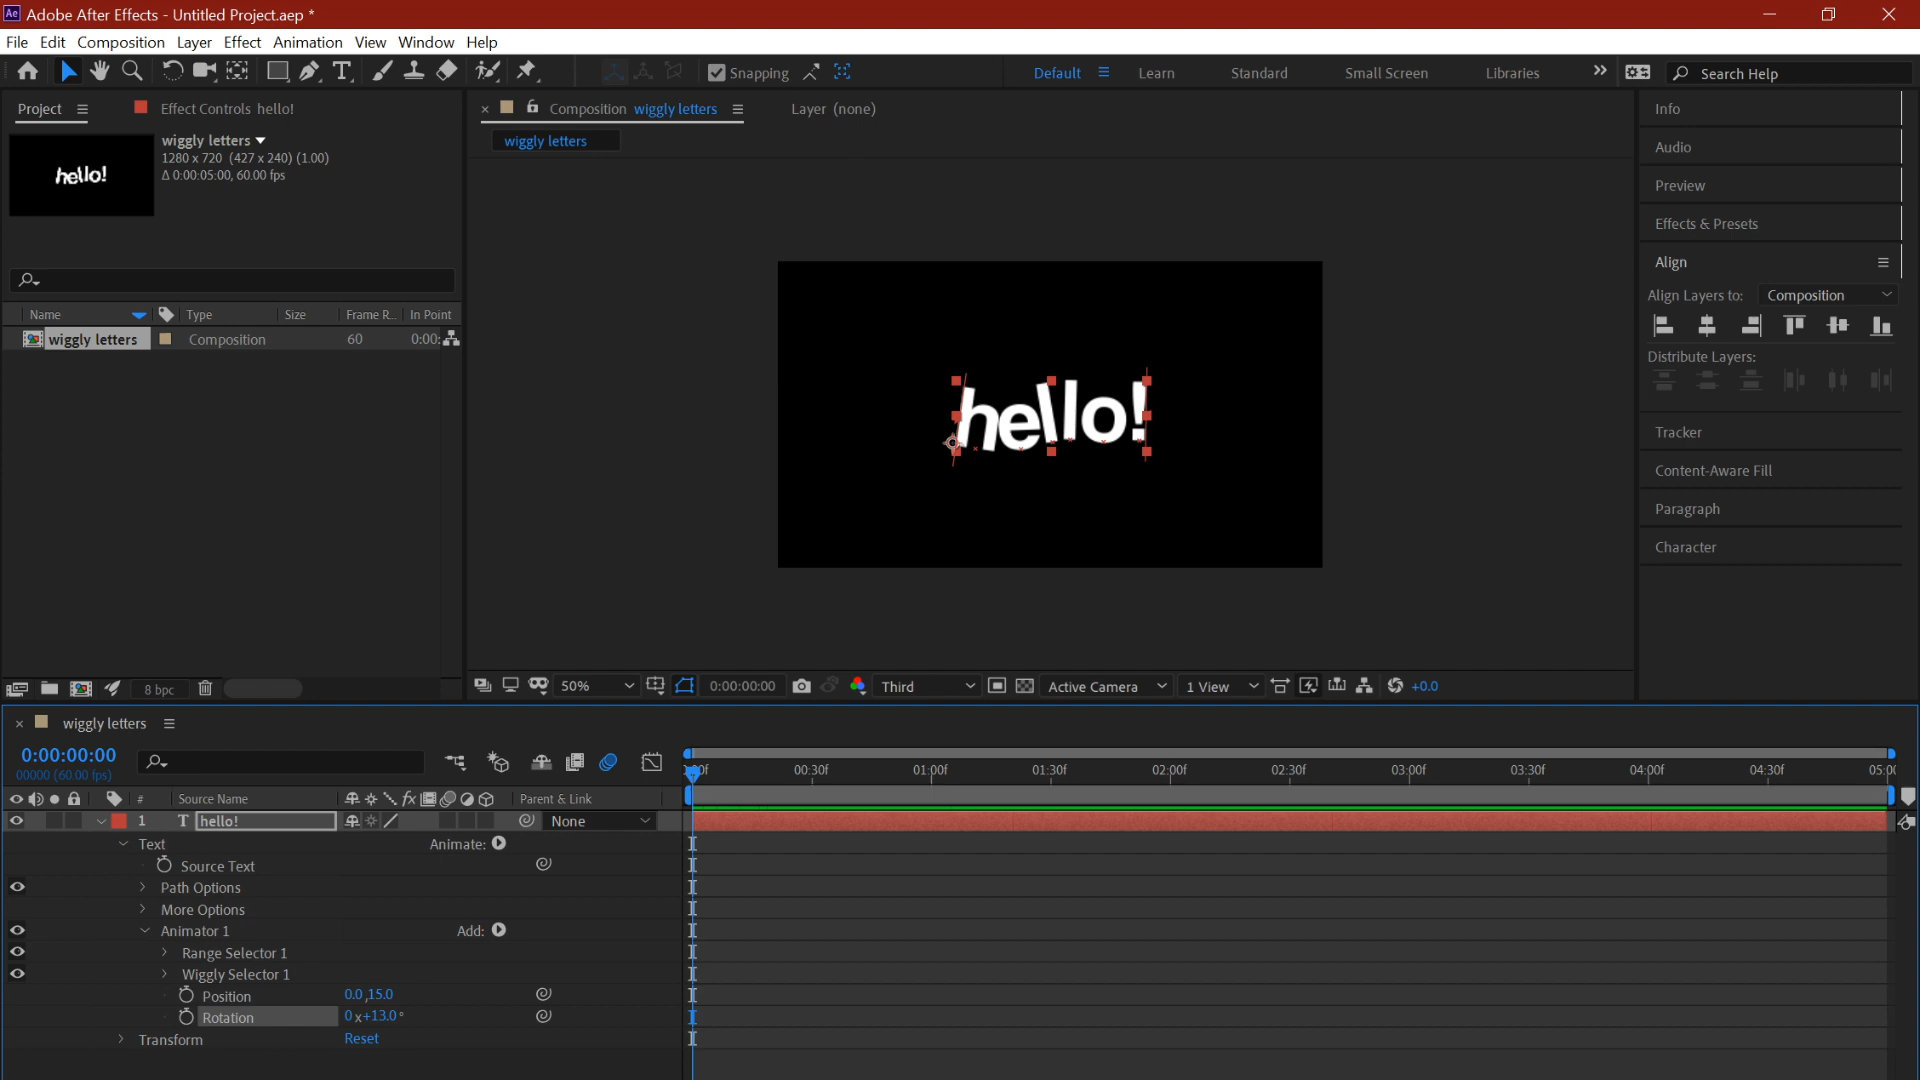 Ae Adobe After Effects - Untitled Project.aep *
File Edit Composition Layer Effect Animation View Window Help
Snapping Default Learn Standard Small Screen Libraries Search Help
Project Effect Controls hello!
Composition wiggly letters Layer (none)
wiggly letters
wiggly letters
1280 x 720 (427 x 240) (1.00)
Δ 0:00:05:00, 60.00 fps
hello!
Name Type Size Frame R... In Point
wiggly letters Composition 60 0:00:
hello!
Info
Audio
Preview
Effects & Presets
Align
Align Layers to: Composition
Distribute Layers:
Tracker
Content-Aware Fill
Paragraph
Character
8 bpc
50% 0:00:00:00 Third Active Camera 1 View +0.0
wiggly letters
0:00:00:00
00000 (60.00 fps)
00:30f 01:00f 01:30f 02:00f 02:30f 03:00f 03:30f 04:00f 04:30f 05:00
# Source Name fx Parent & Link
1 T hello! None
Text Animate:
Source Text
Path Options
More Options
Animator 1 Add:
Range Selector 1
Wiggly Selector 1
Position 0.0,15.0
Rotation 0x+13.0°
Transform Reset